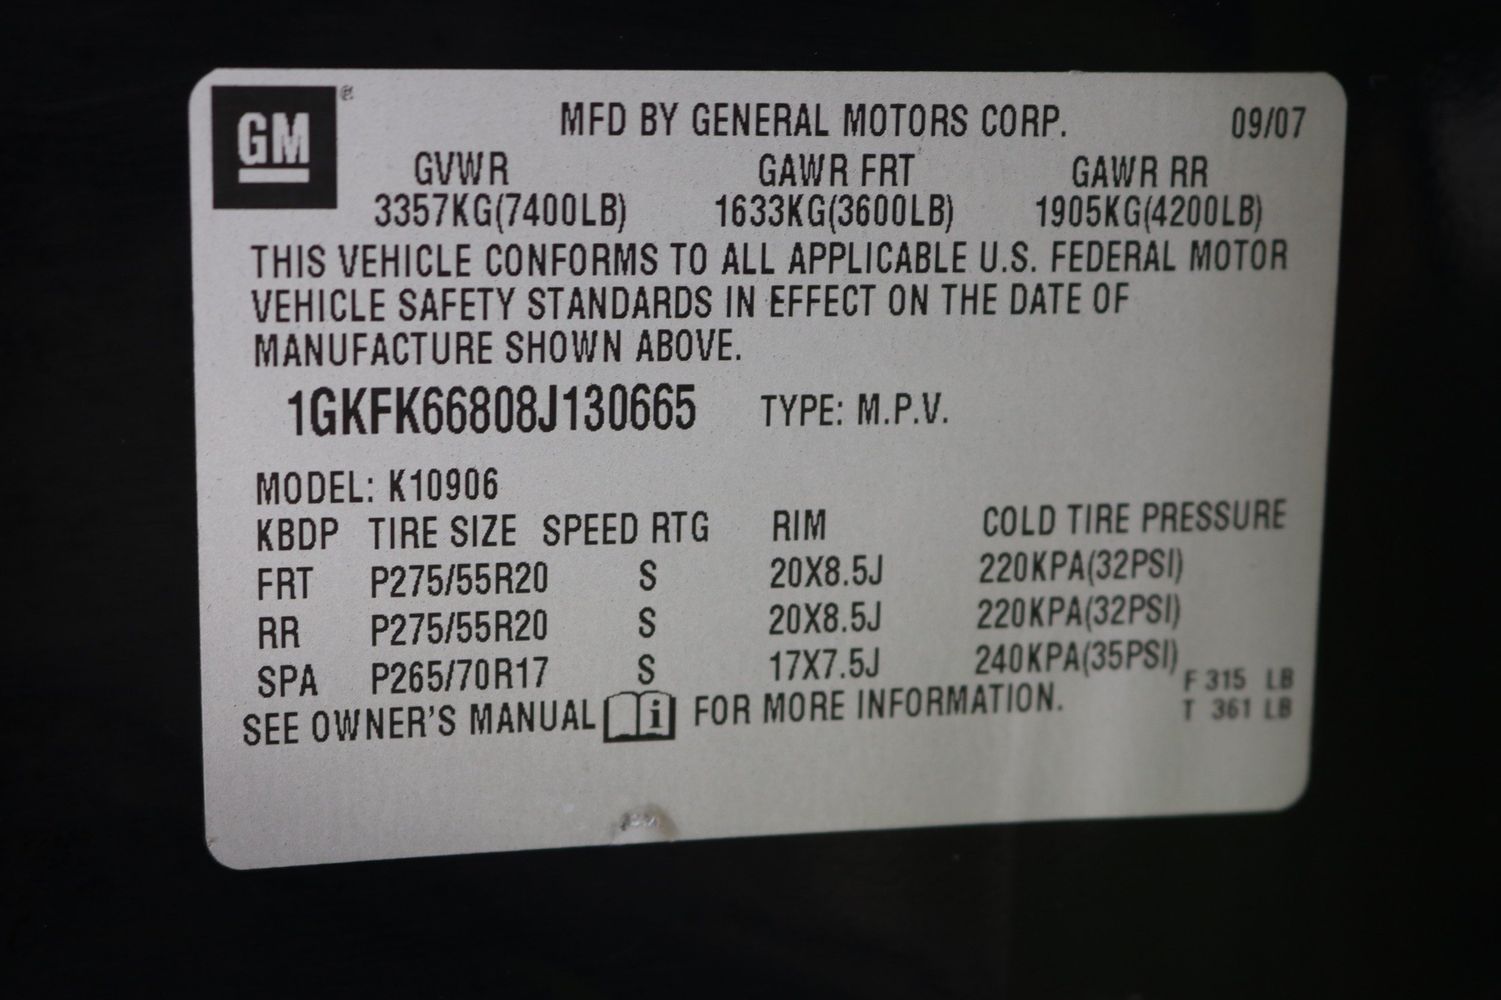 GM ®
MFD BY GENERAL MOTORS CORP. 09/07
GVWR GAWR FRT GAWR RR
3357KG(7400LB) 1633KG(3600LB) 1905KG(4200LB)
THIS VEHICLE CONFORMS TO ALL APPLICABLE U.S. FEDERAL MOTOR
VEHICLE SAFETY STANDARDS IN EFFECT ON THE DATE OF
MANUFACTURE SHOWN ABOVE.
1GKFK66808J130665 TYPE: M.P.V.
MODEL: K10906
KBDP TIRE SIZE SPEED RTG RIM COLD TIRE PRESSURE
FRT P275/55R20 S 20X8.5J 220KPA(32PSI)
RR P275/55R20 S 20X8.5J 220KPA(32PSI)
SPA P265/70R17 S 17X7.5J 240KPA(35PSI)
F 315 LB
T 361 LB
SEE OWNER'S MANUAL i FOR MORE INFORMATION.